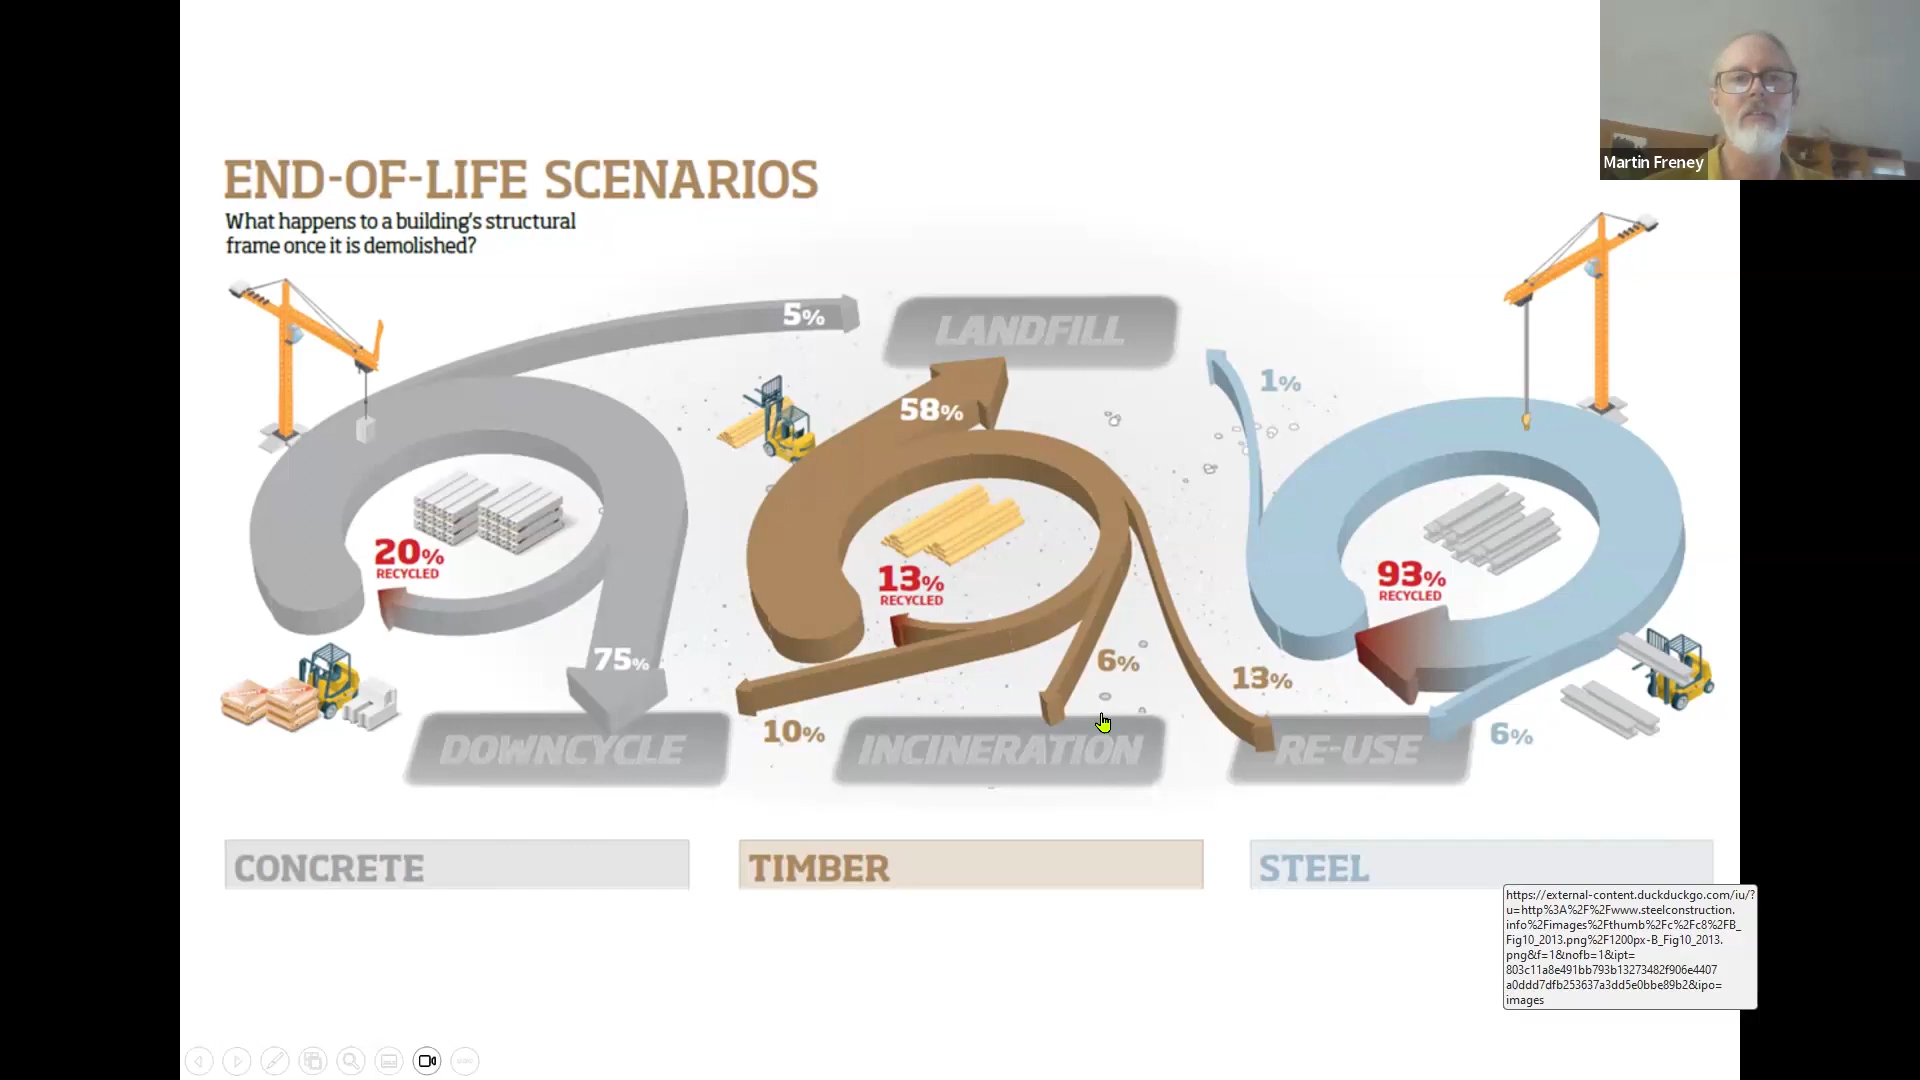 Martin Freney
END-OF-LIFE SCENARIOS
What happens to a building's structural
frame once it is demolished?
5%
LANDFILL
1%
58%
20%
RECYCLED
13%
RECYCLED
93%
RECYCLED
75%
6%
13%
10%
6%
DOWNCYCLE
INCINERATION
RE-USE
CONCRETE
TIMBER
STEEL
https://external-content.duckduckgo.com/iu/?
u=http%3A%2F%2Fwww.steelconstruction.
info%2Fimages%2Fthumb%2Fc%2Fc8%2FB_
Fig10_2013.png%2F1200px-B_Fig10_2013.
png&f=1&nofb=1&ipt=
803c11a8e491bb793b13273482f906e4407
a0ddd7dfb253637a3dd5e0bbe89b2&ipo=
images